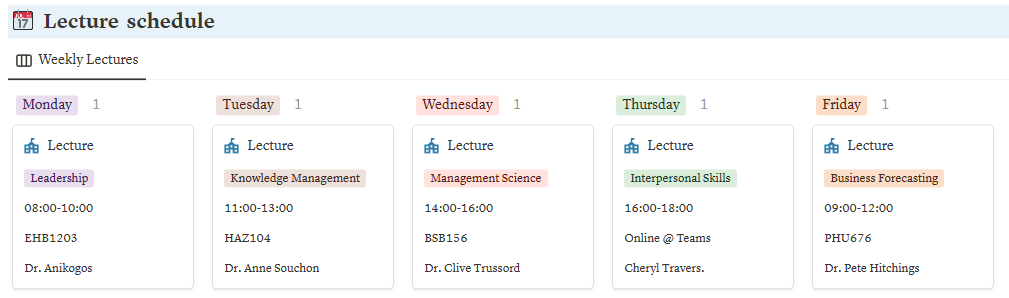 Lecture schedule
Weekly Lectures
Monday 1
Lecture
Leadership
08:00-10:00
EHB1203
Dr. Anikogos
Tuesday 1
Lecture
Knowledge Management
11:00-13:00
HAZ104
Dr. Anne Souchon
Wednesday 1
Lecture
Management Science
14:00-16:00
BSB156
Dr. Clive Trussord
Thursday 1
Lecture
Interpersonal Skills
16:00-18:00
Online @ Teams
Cheryl Travers.
Friday 1
Lecture
Business Forecasting
09:00-12:00
PHU676
Dr. Pete Hitchings